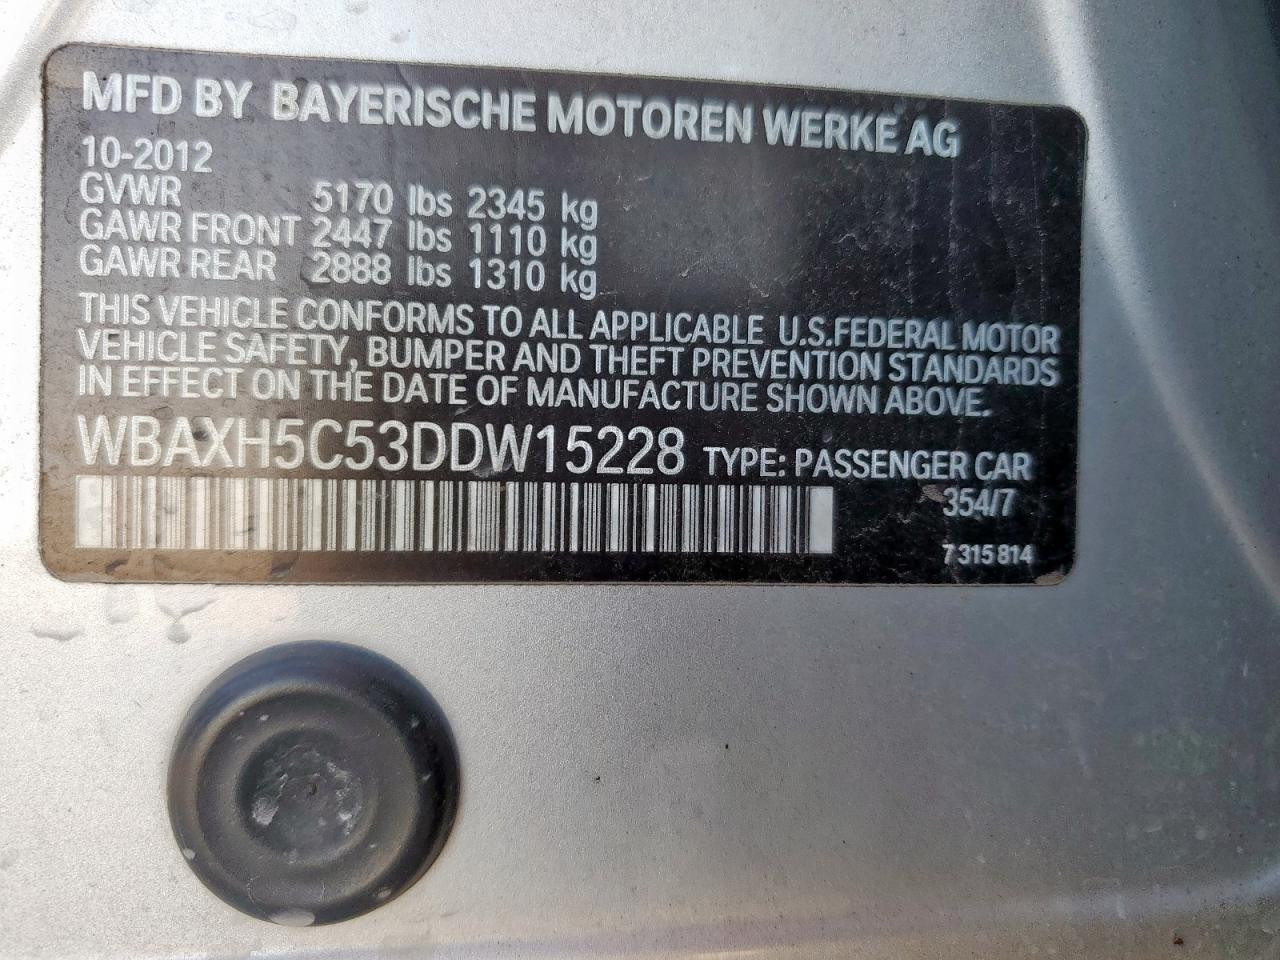 MFD BY BAYERISCHE MOTOREN WERKE AG
10-2012
GVWR 5170 lbs 2345 kg
GAWR FRONT 2447 lbs 1110 kg
GAWR REAR 2888 lbs 1310 kg
THIS VEHICLE CONFORMS TO ALL APPLICABLE U.S.FEDERAL MOTOR
VEHICLE SAFETY, BUMPER AND THEFT PREVENTION STANDARDS
IN EFFECT ON THE DATE OF MANUFACTURE SHOWN ABOVE.
WBAXH5C53DDW15228 TYPE: PASSENGER CAR
354/7
7 315 814